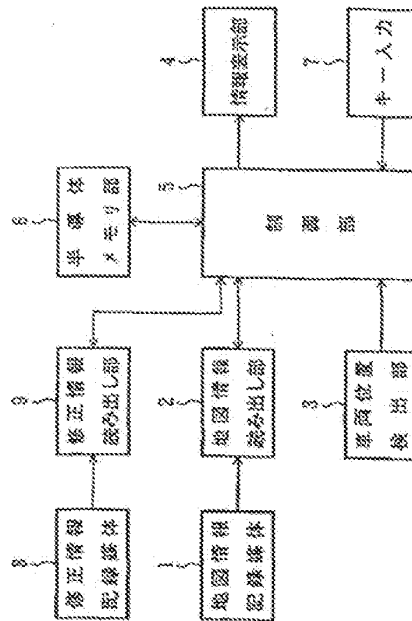 8
修正情報
記録媒体
9
修正情報
読み出し部
6
半導体
メモリ部
4
情報表示部
1
地図情報
記録媒体
2
地図情報
読み出し部
5
制御部
3
車両位置
検出部
7
キー入力